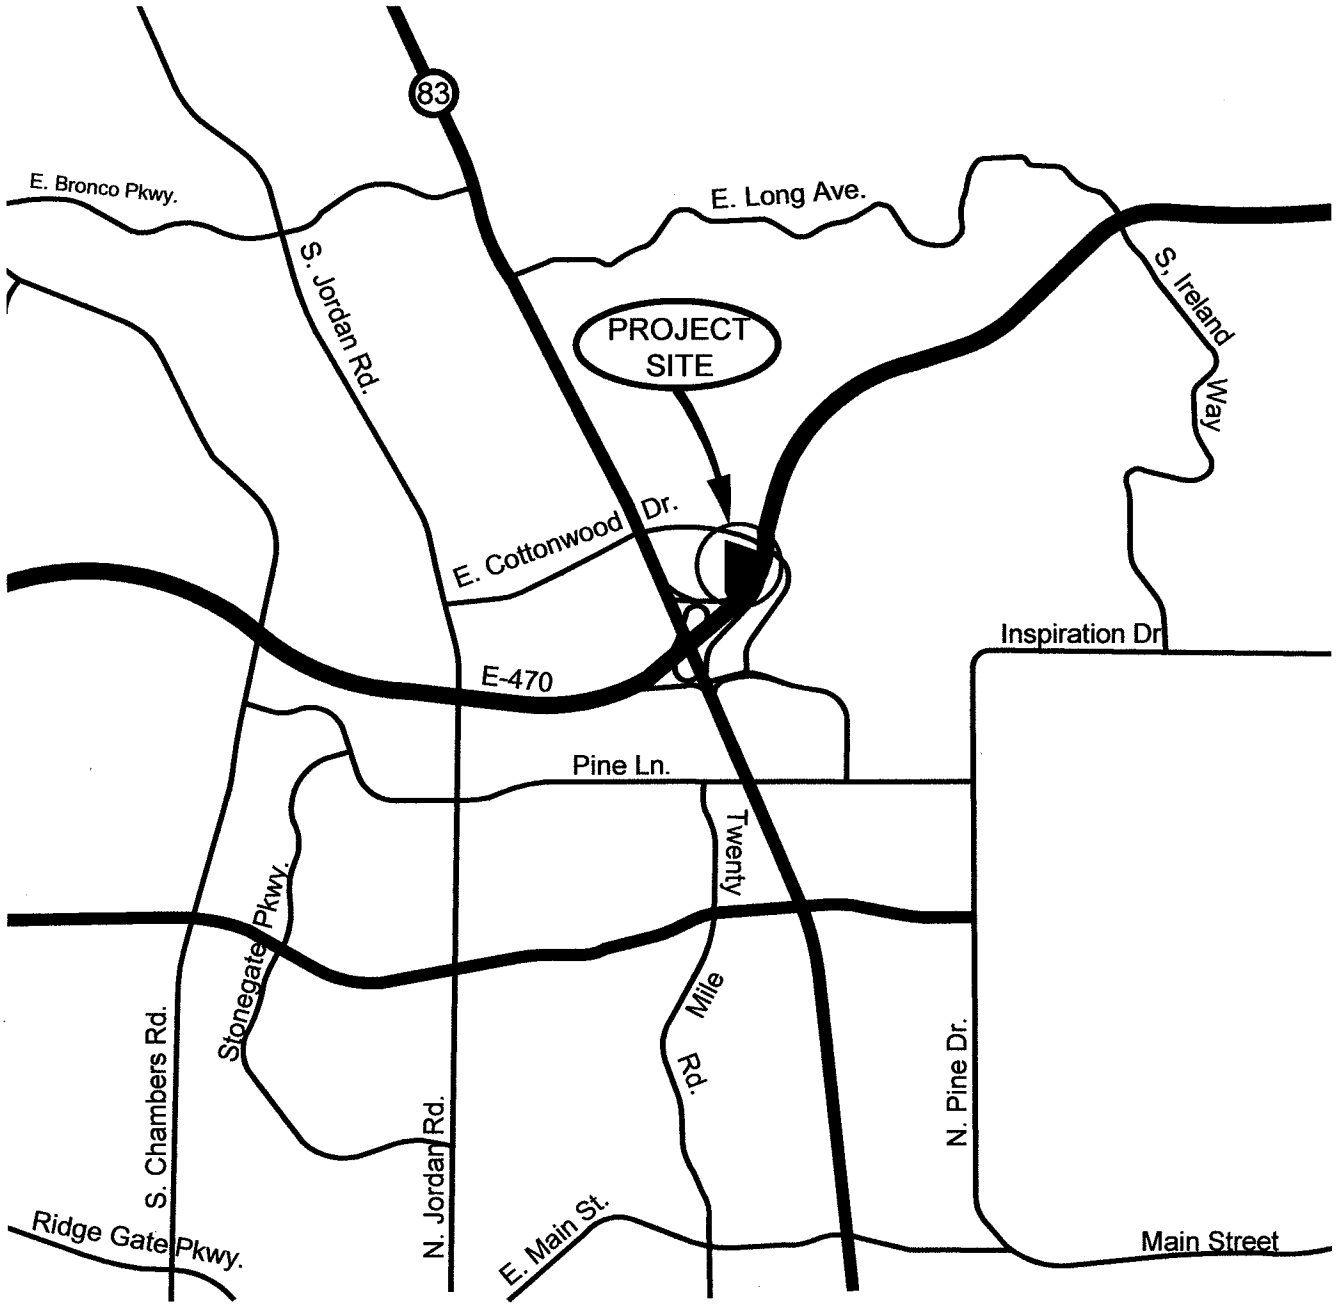 83
E. Bronco Pkwy.
E. Long Ave.
S. Jordan Rd.
S, Ireland
Way
PROJECT
SITE
E. Cottonwood Dr.
Inspiration Dr
E-470
Pine Ln.
Twenty
Mile
Rd.
Stonegate Pkwy.
S. Chambers Rd.
N. Jordan Rd.
N. Pine Dr.
Ridge Gate Pkwy.
E. Main St.
Main Street